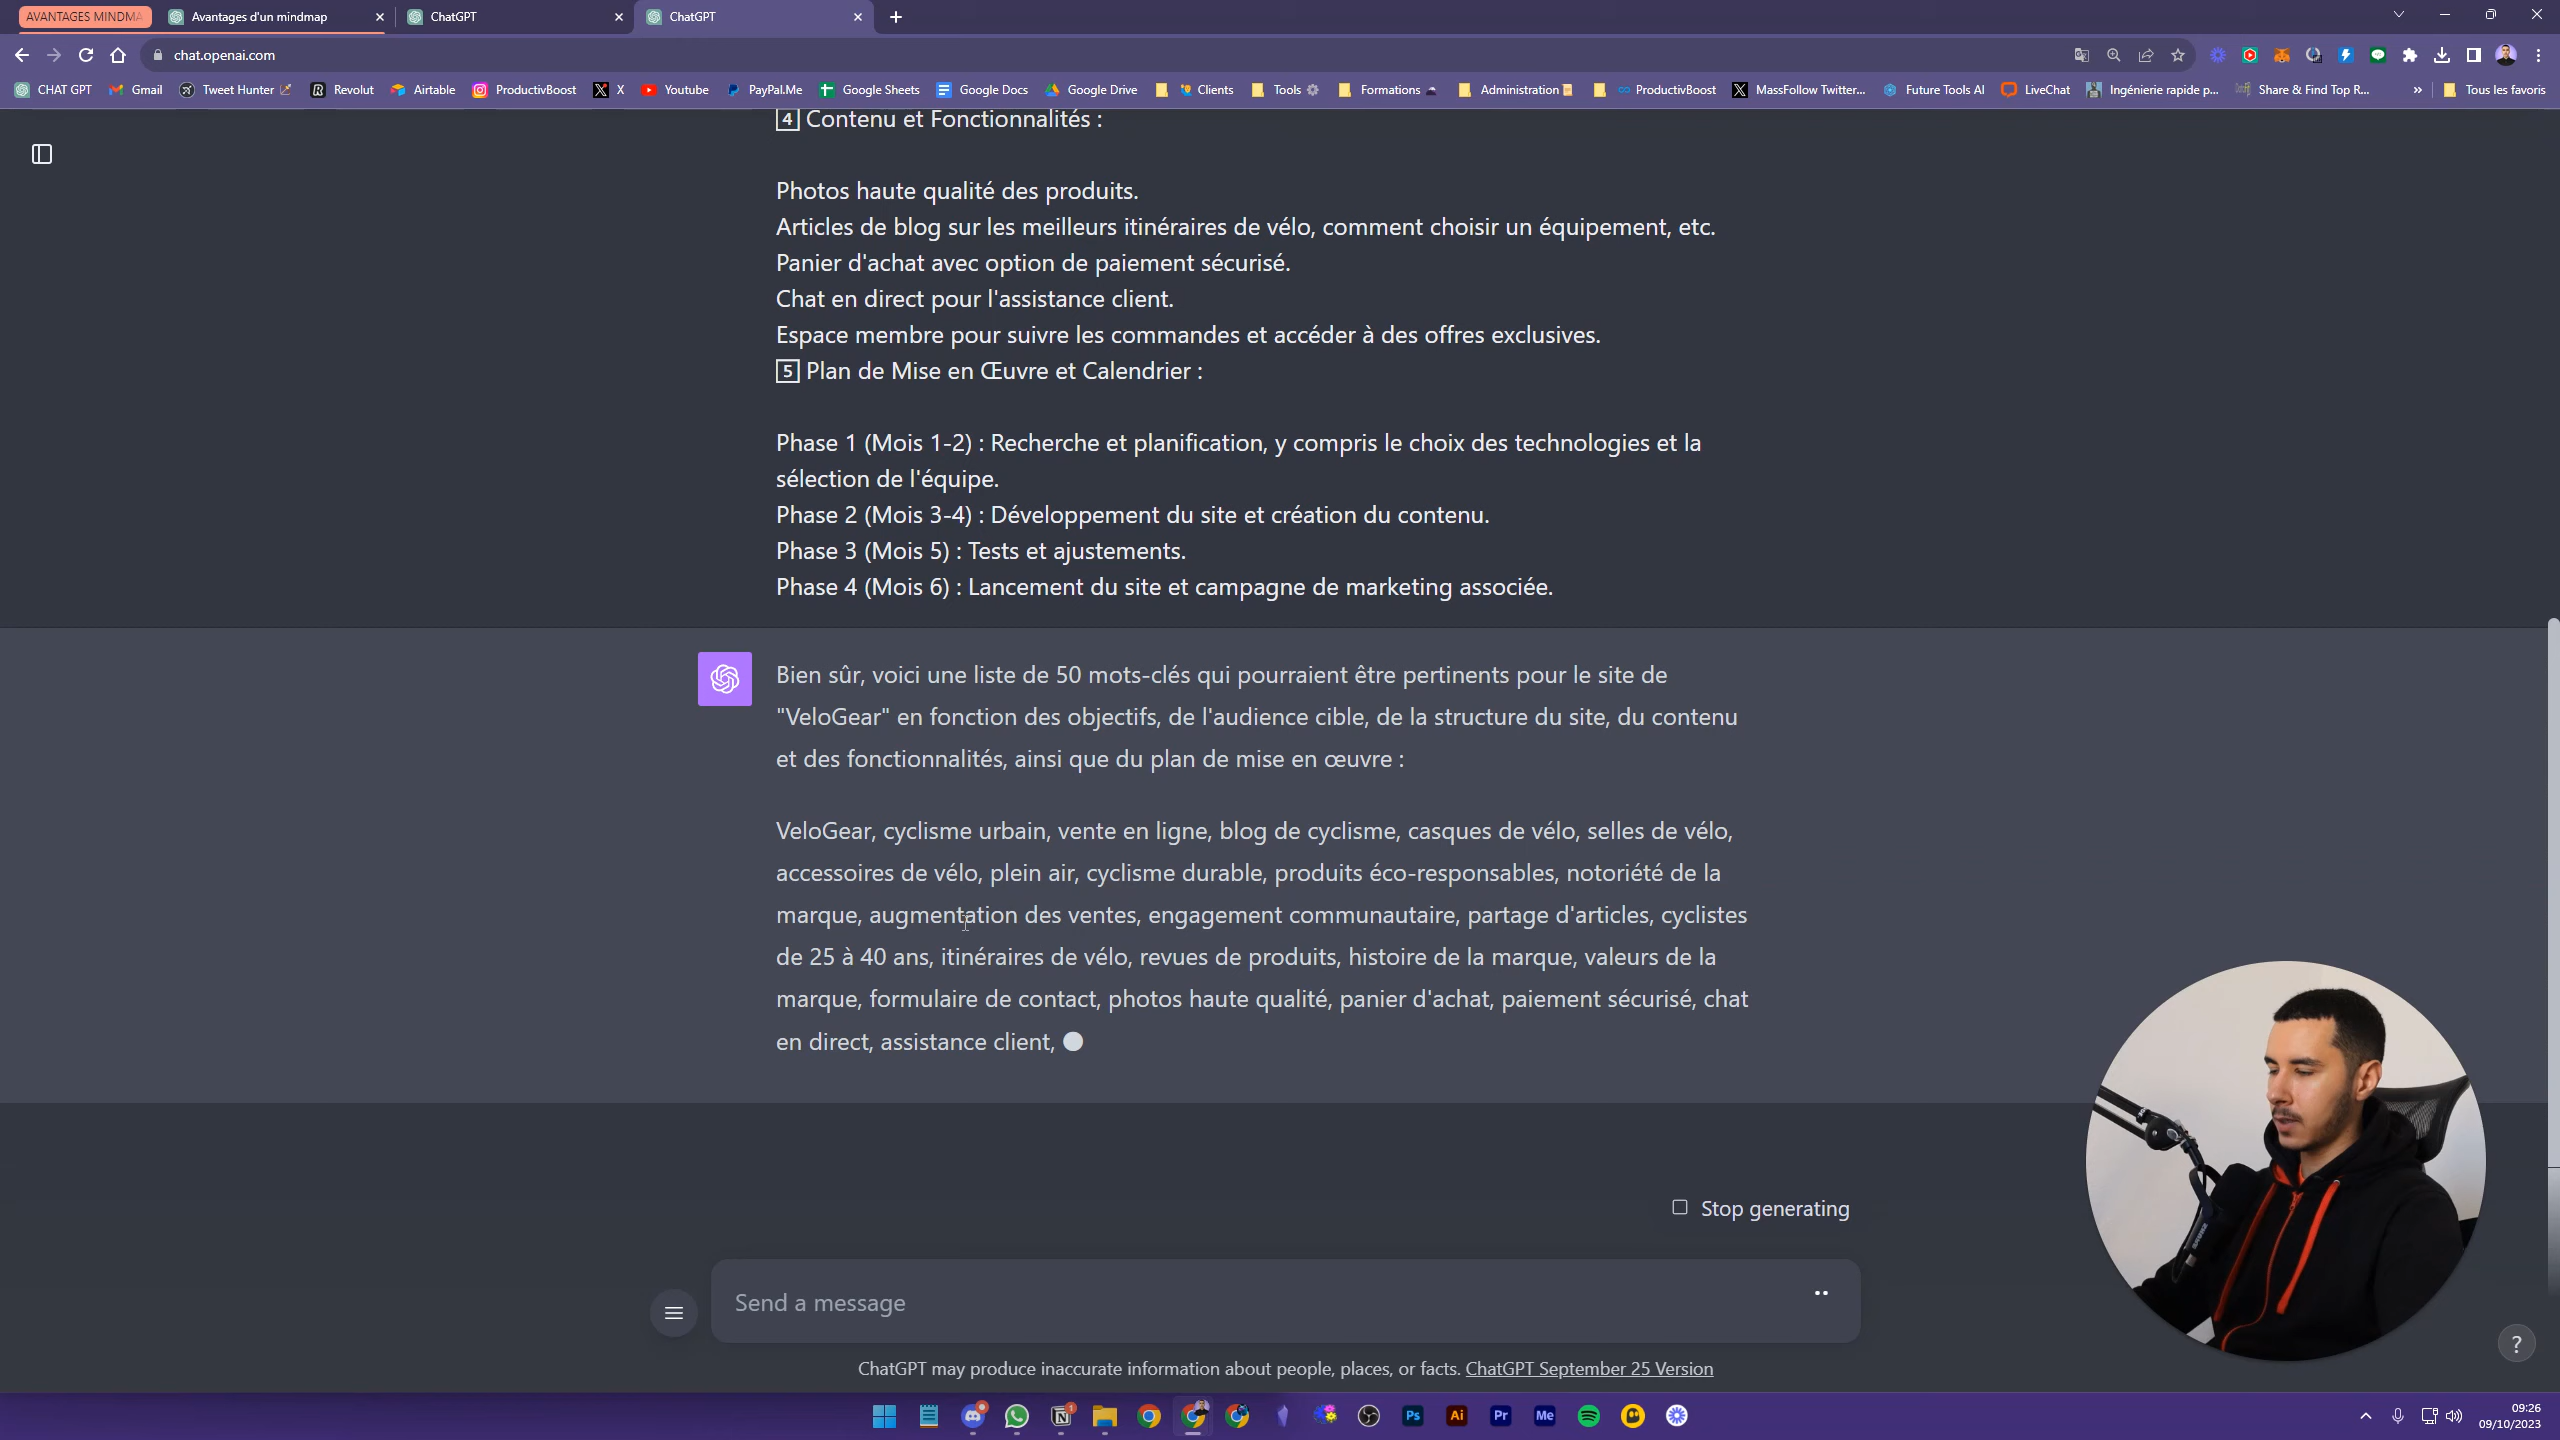 AVANTAGES MINDMA
Avantages d'un mindmap
ChatGPT
ChatGPT
chat.openai.com
CHAT GPT
Gmail
Tweet Hunter
Revolut
Airtable
ProductivBoost
X
Youtube
PayPal.Me
Google Sheets
Google Docs
Google Drive
Clients
Tools
Formations
Administration
ProductivBoost
MassFollow Twitter...
Future Tools AI
LiveChat
Ingénierie rapide p...
Share & Find Top R...
»
Tous les favoris
4 Contenu et Fonctionnalités :
Photos haute qualité des produits.
Articles de blog sur les meilleurs itinéraires de vélo, comment choisir un équipement, etc.
Panier d'achat avec option de paiement sécurisé.
Chat en direct pour l'assistance client.
Espace membre pour suivre les commandes et accéder à des offres exclusives.
5 Plan de Mise en Œuvre et Calendrier :
Phase 1 (Mois 1-2) : Recherche et planification, y compris le choix des technologies et la
sélection de l'équipe.
Phase 2 (Mois 3-4) : Développement du site et création du contenu.
Phase 3 (Mois 5) : Tests et ajustements.
Phase 4 (Mois 6) : Lancement du site et campagne de marketing associée.
Bien sûr, voici une liste de 50 mots-clés qui pourraient être pertinents pour le site de
"VeloGear" en fonction des objectifs, de l'audience cible, de la structure du site, du contenu
et des fonctionnalités, ainsi que du plan de mise en œuvre :
VeloGear, cyclisme urbain, vente en ligne, blog de cyclisme, casques de vélo, selles de vélo,
accessoires de vélo, plein air, cyclisme durable, produits éco-responsables, notoriété de la
marque, augmentation des ventes, engagement communautaire, partage d'articles, cyclistes
de 25 à 40 ans, itinéraires de vélo, revues de produits, histoire de la marque, valeurs de la
marque, formulaire de contact, photos haute qualité, panier d'achat, paiement sécurisé, chat
en direct, assistance client,
Stop generating
Send a message
ChatGPT may produce inaccurate information about people, places, or facts. ChatGPT September 25 Version
?
Ps
Ai
Pr
Me
09:26
09/10/2023